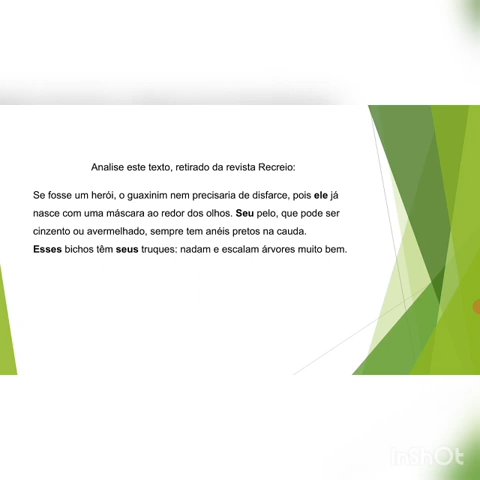 Analise este texto, retirado da revista Recreio:
Se fosse um herói, o guaxinim nem precisaria de disfarce, pois ele já
nasce com uma máscara ao redor dos olhos. Seu pelo, que pode ser
cinzento ou avermelhado, sempre tem anéis pretos na cauda.
Esses bichos têm seus truques: nadam e escalam árvores muito bem.
InShOt